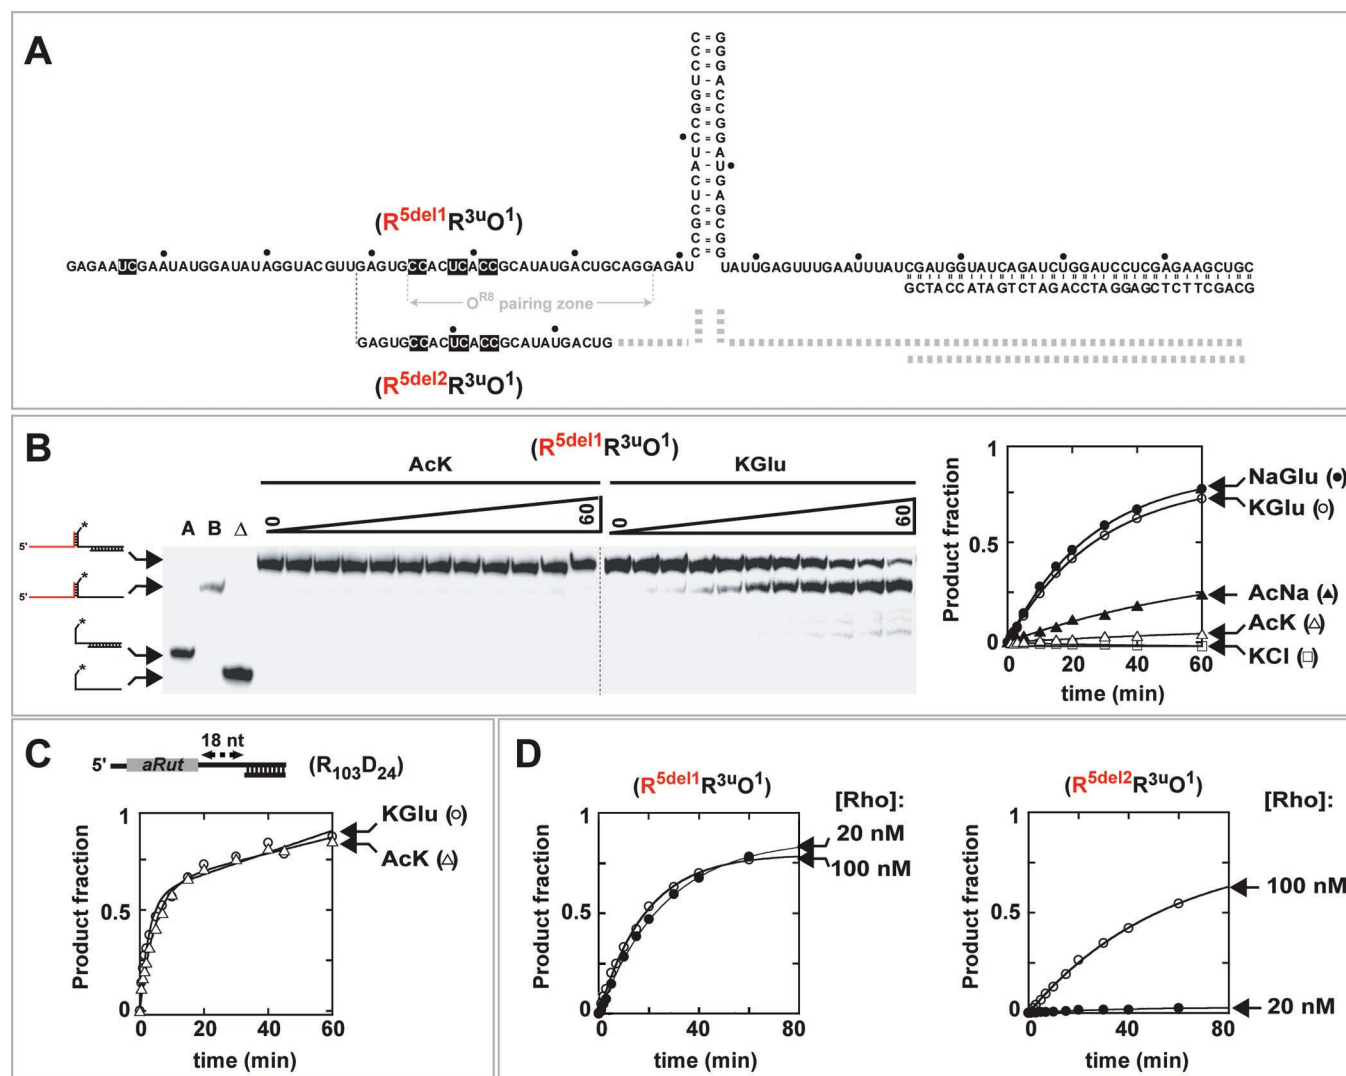 A
C = G
C = G
C = G
U - A
G = C
G = C
C = G
C = G
U - A
A - U
C = G
U - A
C = G
G = C
C = G
C = G
(R5del1R3uO1)
GAGAAUCGAAUAUGGAUAUAGGUACGUUGAGUGCCACUCACCGCAUAUGACUGCAGGAGAU
UAUUGAGUUUGAAUUUAUCGAUGGUAUCAGAUCUGGAUCCUCGAGAAGCUGC
GCTACCATAGTCTAGACCTAGGAGCTCTTCGACG
OR8 pairing zone
GAGUGCCACUCACCGCAUAUGACUG
(R5del2R3uO1)
B
(R5del1R3uO1)
AcK
KGlu
0
60
0
60
A B Δ
*
5'
*
5'
*
*
Product fraction
1
0.5
0
0 20 40 60
time (min)
NaGlu (●)
KGlu (○)
AcNa (▲)
AcK (△)
KCl (□)
C
18 nt
5'
aRut
(R103D24)
Product fraction
1
0.5
0
0 20 40 60
time (min)
KGlu (○)
AcK (△)
D
(R5del1R3uO1)
[Rho]:
20 nM
100 nM
Product fraction
1
0.5
0
0 40 80
time (min)
(R5del2R3uO1)
[Rho]:
100 nM
20 nM
Product fraction
1
0.5
0
0 40 80
time (min)